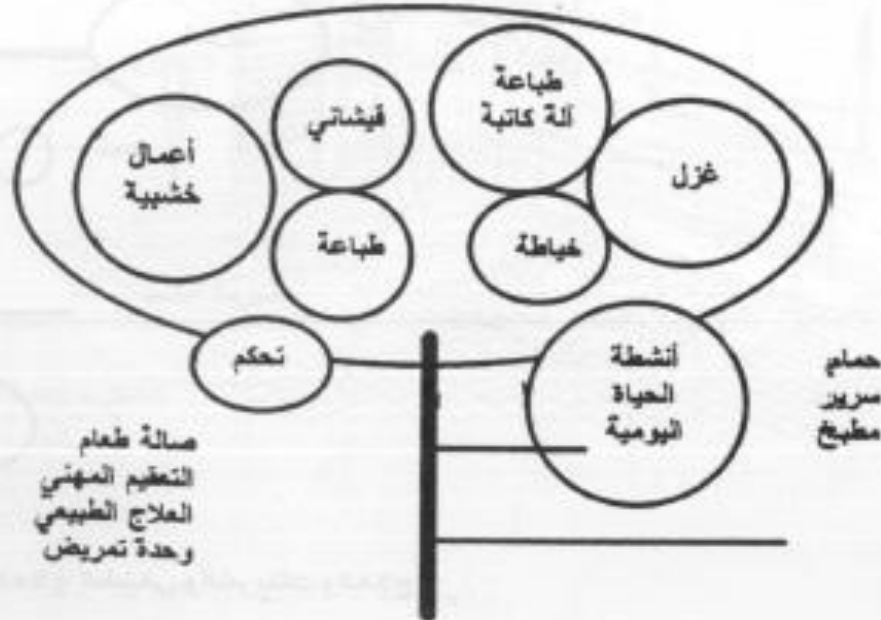 طباعة
آلة كاتبة
قيشاني
أعمال
خشبية
غزل
طباعة
خياطة
تحكم
أنشطة
الحياة
اليومية
حمام
سرير
مطبخ
صالة طعام
التعقيم المهني
العلاج الطبيعي
وحدة تمريض